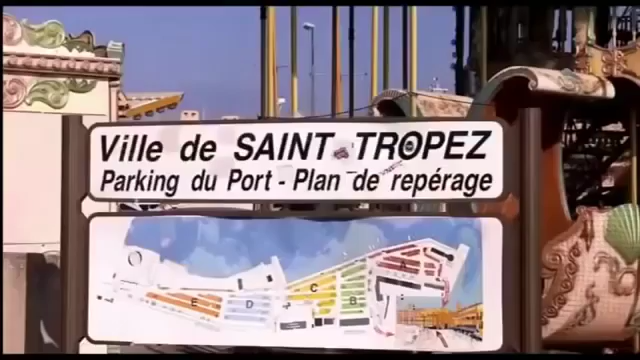 Ville de SAINT TROPEZ
Parking du Port - Plan de repérage
E
D
C
B
A